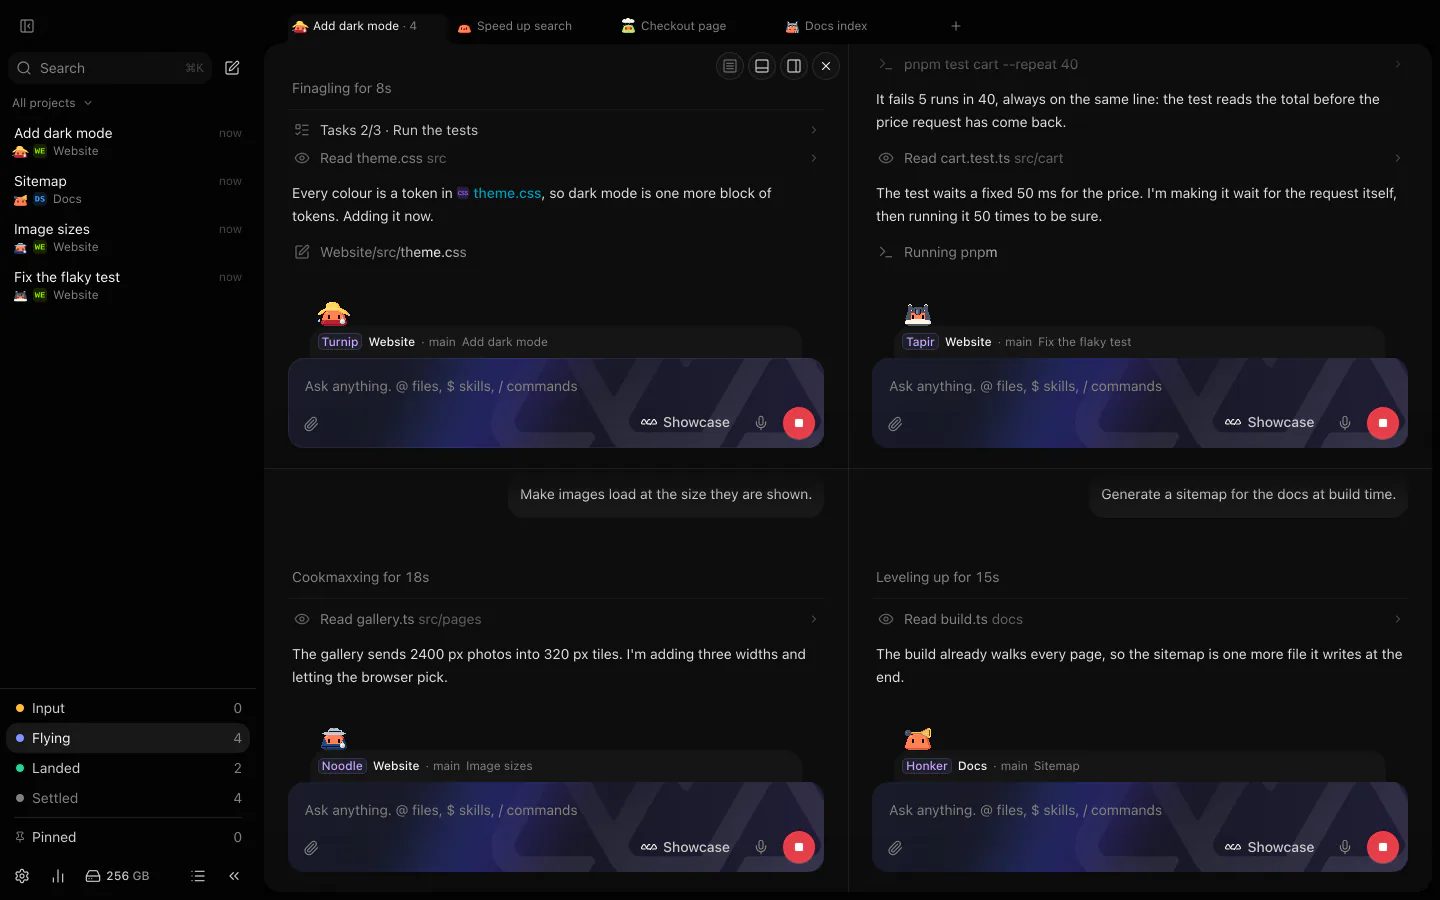 Add dark mode · 4
Speed up search
Checkout page
Docs index
Search ⌘K
All projects
Add dark mode now
WE Website
Sitemap now
DS Docs
Image sizes now
WE Website
Fix the flaky test now
WE Website
Input 0
Flying 4
Landed 2
Settled 4
Pinned 0
256 GB
Finagling for 8s
Tasks 2/3 · Run the tests
Read theme.css src
Every colour is a token in CSS theme.css, so dark mode is one more block of
tokens. Adding it now.
Website/src/theme.css
Turnip Website · main Add dark mode
Ask anything. @ files, $ skills, / commands
Showcase
pnpm test cart --repeat 40
It fails 5 runs in 40, always on the same line: the test reads the total before the
price request has come back.
Read cart.test.ts src/cart
The test waits a fixed 50 ms for the price. I'm making it wait for the request itself,
then running it 50 times to be sure.
Running pnpm
Tapir Website · main Fix the flaky test
Ask anything. @ files, $ skills, / commands
Showcase
Make images load at the size they are shown.
Cookmaxxing for 18s
Read gallery.ts src/pages
The gallery sends 2400 px photos into 320 px tiles. I'm adding three widths and
letting the browser pick.
Noodle Website · main Image sizes
Ask anything. @ files, $ skills, / commands
Showcase
Generate a sitemap for the docs at build time.
Leveling up for 15s
Read build.ts docs
The build already walks every page, so the sitemap is one more file it writes at the
end.
Honker Docs · main Sitemap
Ask anything. @ files, $ skills, / commands
Showcase